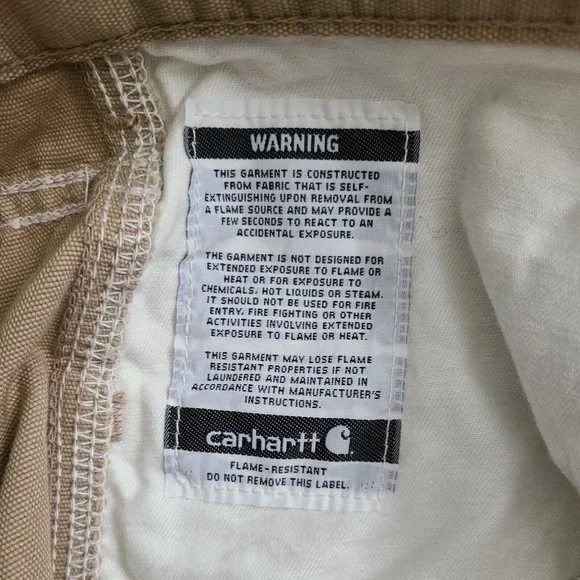 WARNING
THIS GARMENT IS CONSTRUCTED
FROM FABRIC THAT IS SELF-
EXTINGUISHING UPON REMOVAL FROM
A FLAME SOURCE AND MAY PROVIDE A
FEW SECONDS TO REACT TO AN
ACCIDENTAL EXPOSURE.
THE GARMENT IS NOT DESIGNED FOR
EXTENDED EXPOSURE TO FLAME OR
HEAT OR FOR EXPOSURE TO
CHEMICALS, HOT LIQUIDS OR STEAM.
IT SHOULD NOT BE USED FOR FIRE
ENTRY, FIRE FIGHTING OR OTHER
ACTIVITIES INVOLVING EXTENDED
EXPOSURE TO FLAME OR HEAT.
THIS GARMENT MAY LOSE FLAME
RESISTANT PROPERTIES IF NOT
LAUNDERED AND MAINTAINED IN
ACCORDANCE WITH MANUFACTURER'S
INSTRUCTIONS.
carhartt
FLAME-RESISTANT
DO NOT REMOVE THIS LABEL.